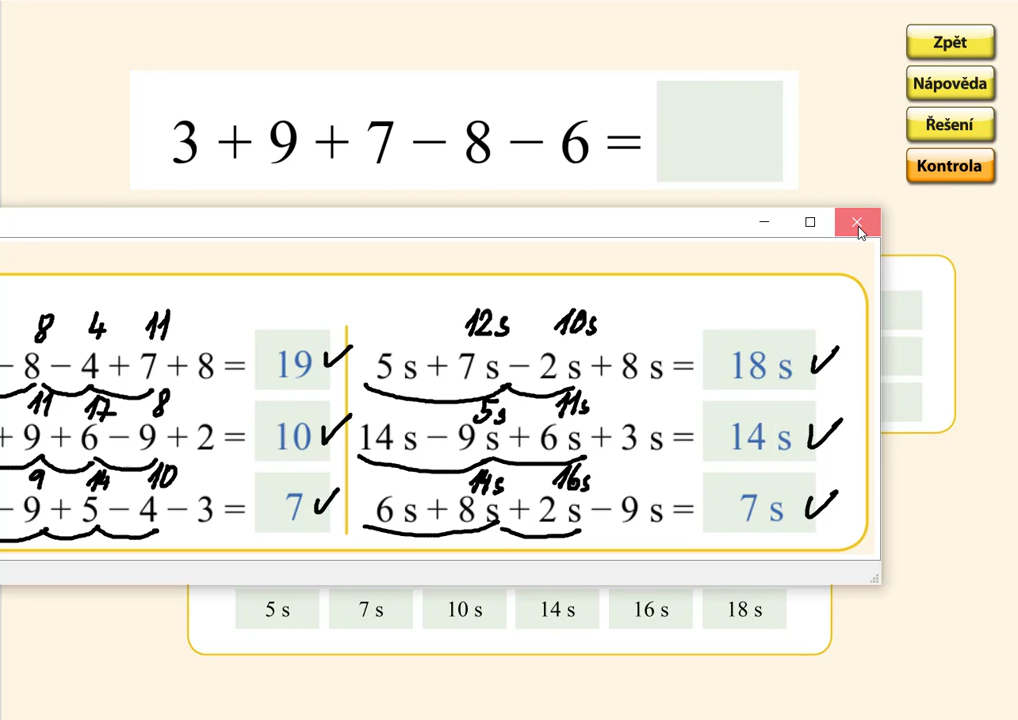 Zpět
Nápověda
Řešení
Kontrola
3 + 9 + 7 − 8 − 6 =
8 4 11
− 8 − 4 + 7 + 8 = 19 ✓
11 17 8
+ 9 + 6 − 9 + 2 = 10 ✓
9 14 10
− 9 + 5 − 4 − 3 = 7 ✓
12s 10s
5 s + 7 s − 2 s + 8 s = 18 s ✓
5s 11s
14 s − 9 s + 6 s + 3 s = 14 s ✓
14s 16s
6 s + 8 s + 2 s − 9 s = 7 s ✓
5 s 7 s 10 s 14 s 16 s 18 s